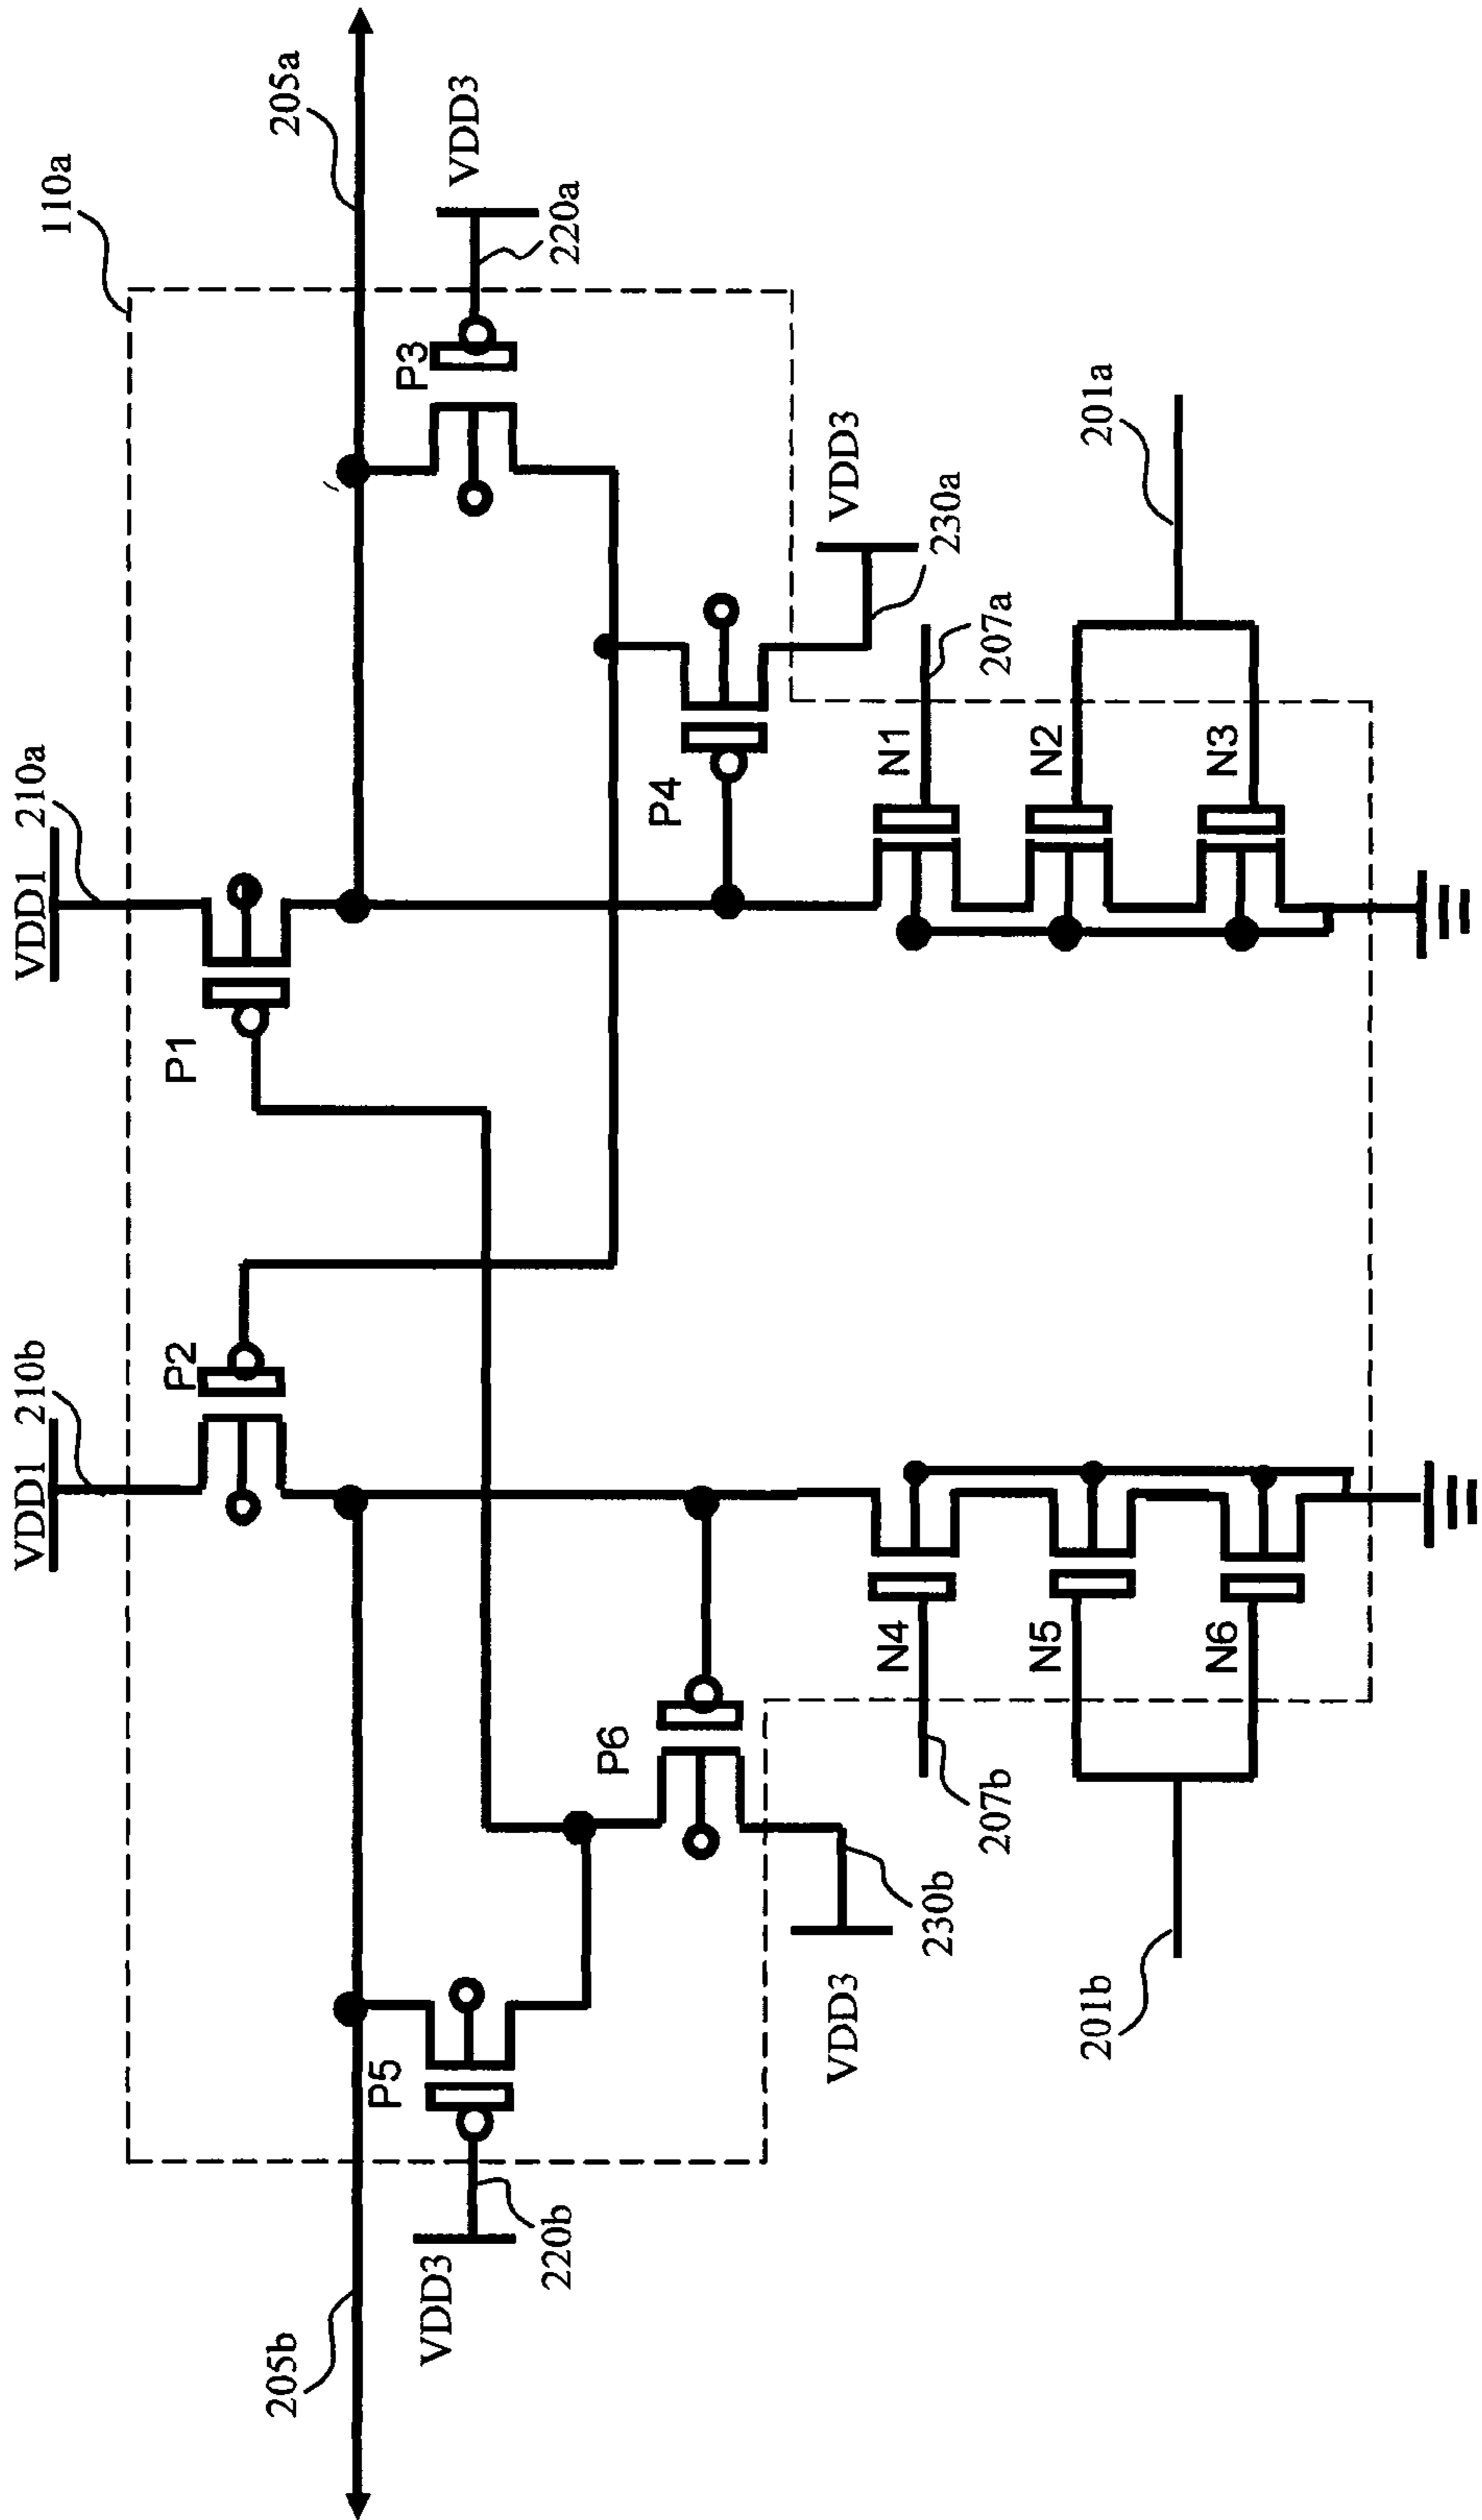 VDD1
210b
VDD1
210a
110a
P2
P1
205b
205a
VDD3
220b
P5
P3
VDD3
220a
P6
P4
VDD3
230b
VDD3
230a
N4
N1
207b
207a
N5
N2
201b
201a
N6
N3